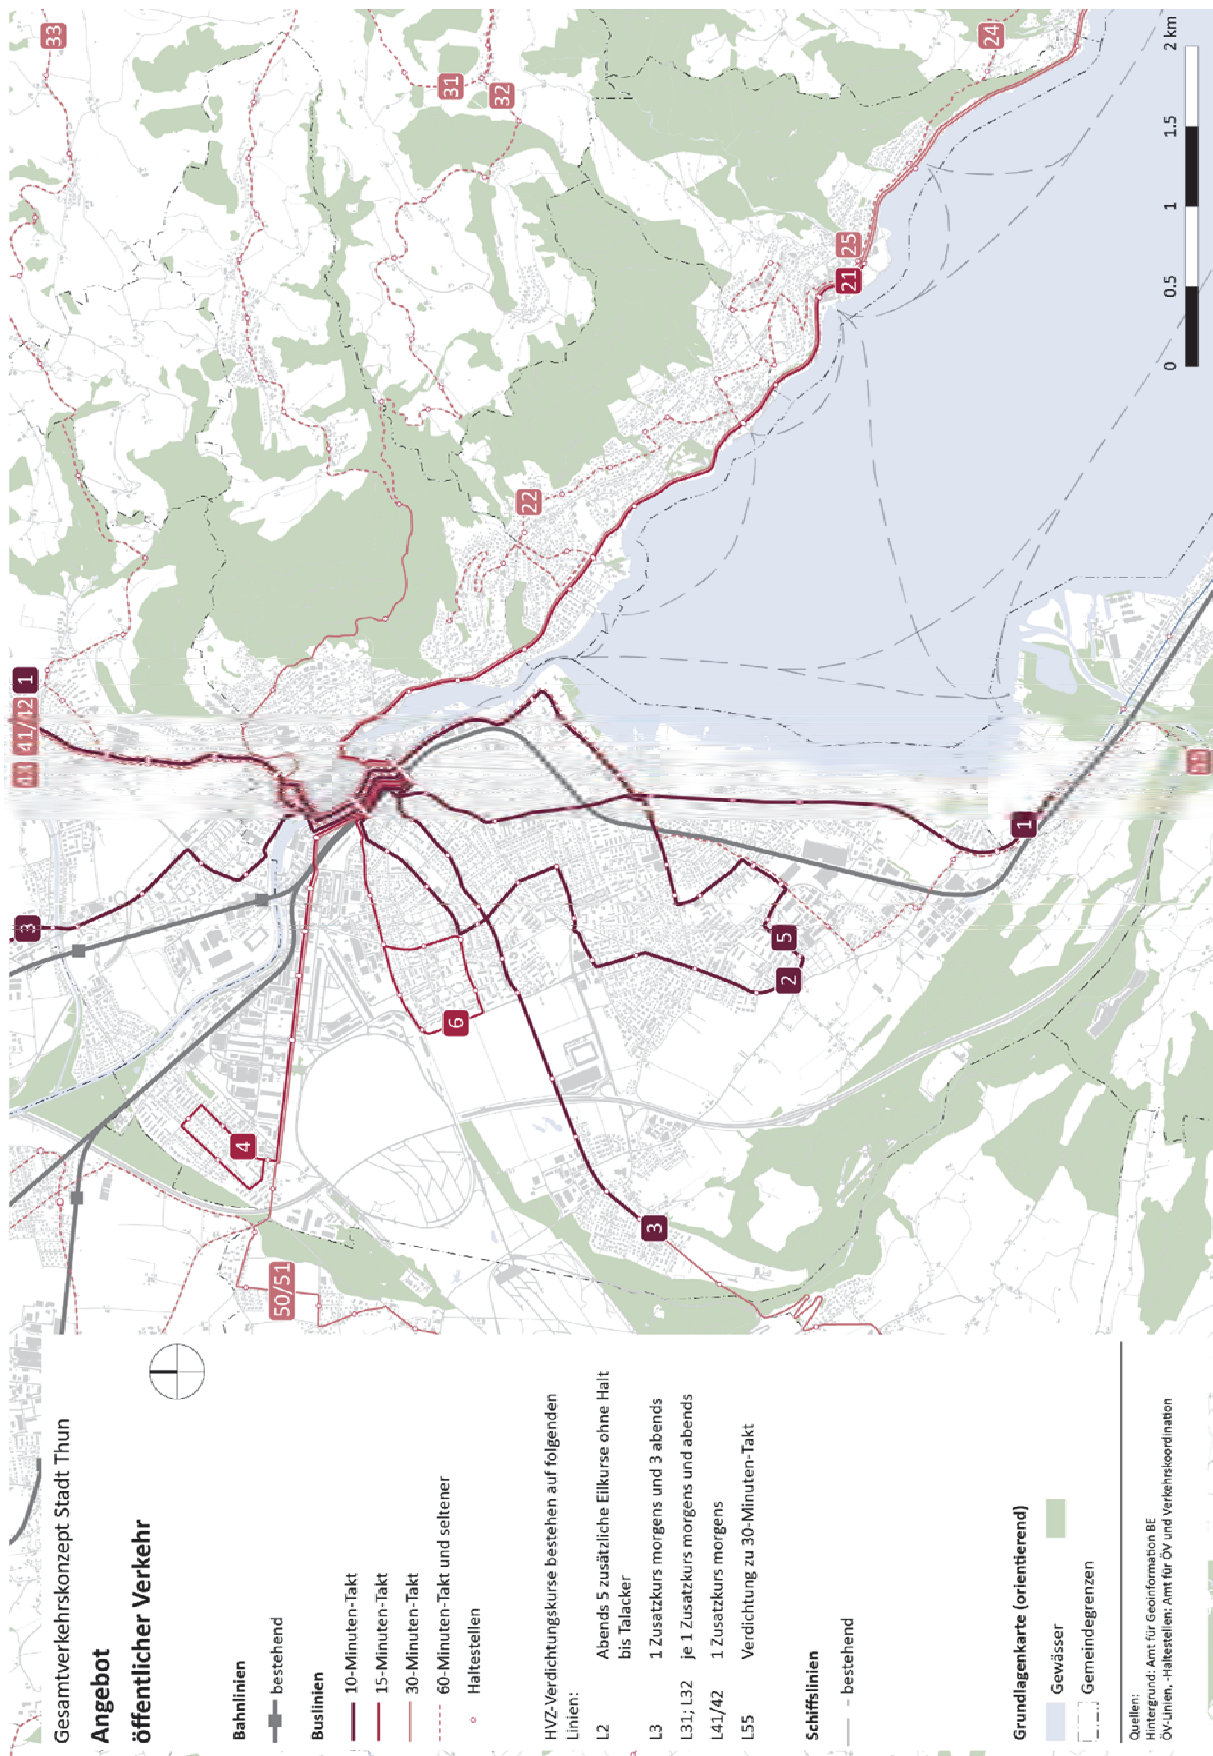 Gesamtverkehrskonzept Stadt Thun
Angebot
öffentlicher Verkehr
Bahnlinien
bestehend
Buslinien
10-Minuten-Takt
15-Minuten-Takt
30-Minuten-Takt
60-Minuten-Takt und seltener
Haltestellen
HVZ-Verdichtungskurse bestehen auf folgenden
Linien:
L2 Abends 5 zusätzliche Eilkurse ohne Halt
bis Talacker
L3 1 Zusatzkurs morgens und 3 abends
L31; L32 je 1 Zusatzkurs morgens und abends
L41/42 1 Zusatzkurs morgens
L55 Verdichtung zu 30-Minuten-Takt
Schiffslinien
bestehend
Grundlagenkarte (orientierend)
Gewässer
Gemeindegrenzen
Quellen:
Hintergrund: Amt für Geoinformation BE
ÖV-Linien, -Haltestellen: Amt für ÖV und Verkehrskoordination
3
41/42
1
33
31
32
24
50/51
4
6
22
25
21
3
2
5
1
0
0.5
1
1.5
2 km